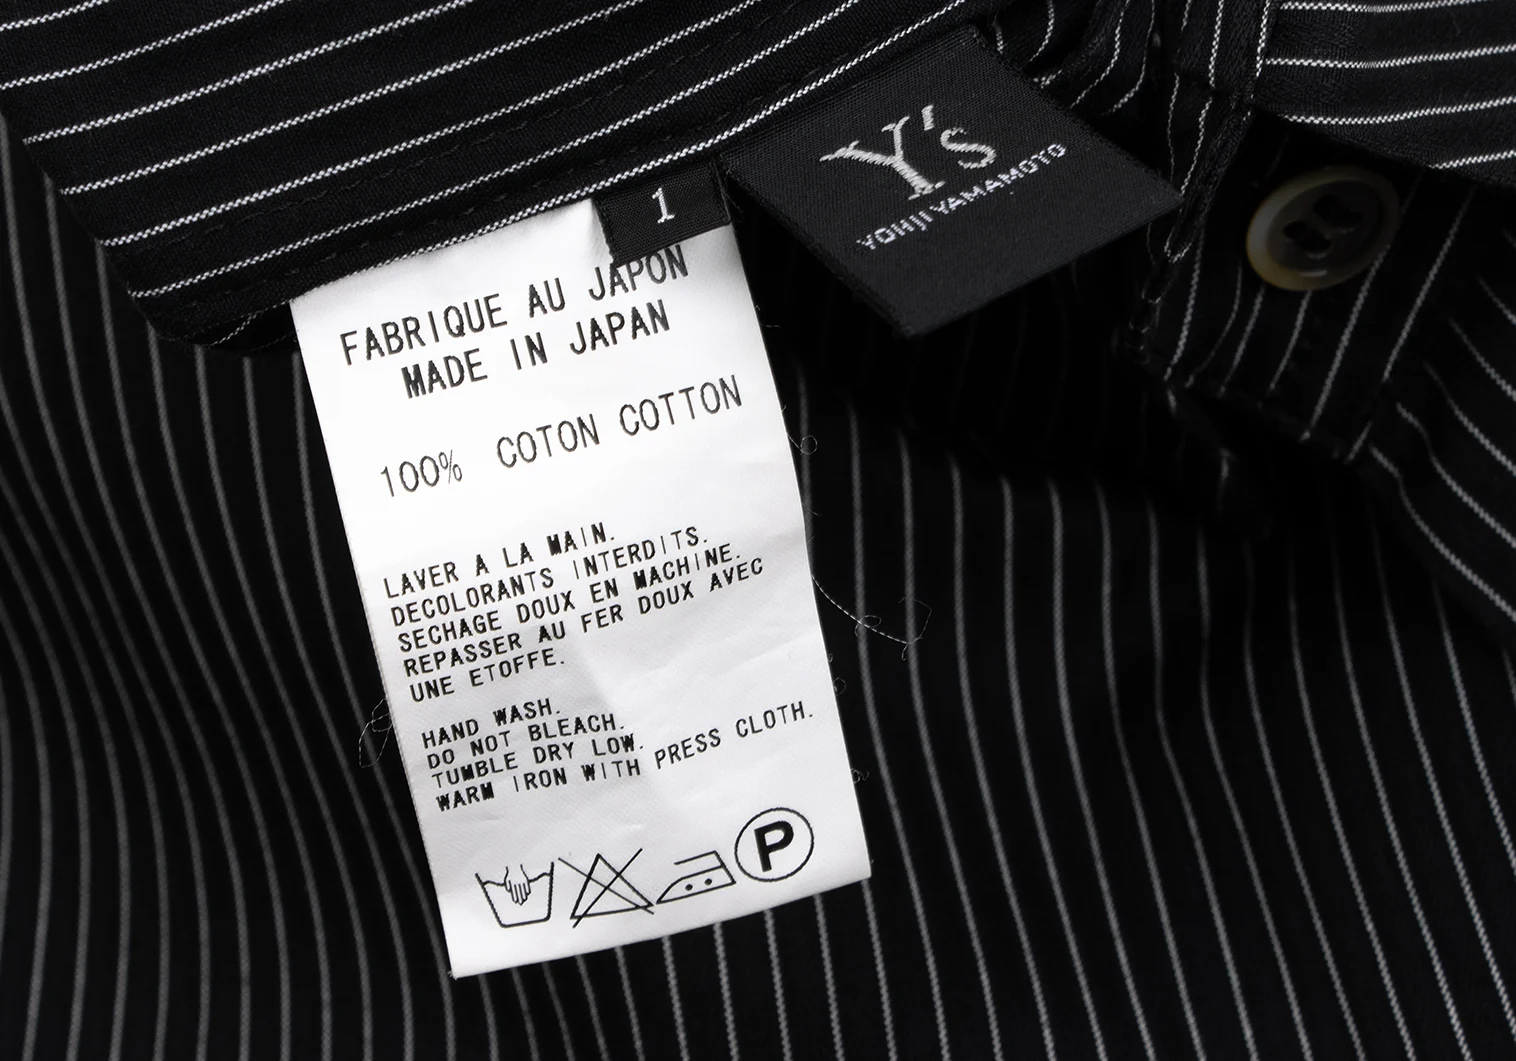 Y's
YOHJI YAMAMOTO
1
FABRIQUE AU JAPON
MADE IN JAPAN
100% COTON COTTON
LAVER A LA MAIN.
DECOLORANTS INTERDITS.
SECHAGE DOUX EN MACHINE.
REPASSER AU FER DOUX AVEC
UNE ETOFFE.
HAND WASH.
DO NOT BLEACH.
TUMBLE DRY LOW.
WARM IRON WITH PRESS CLOTH.
P